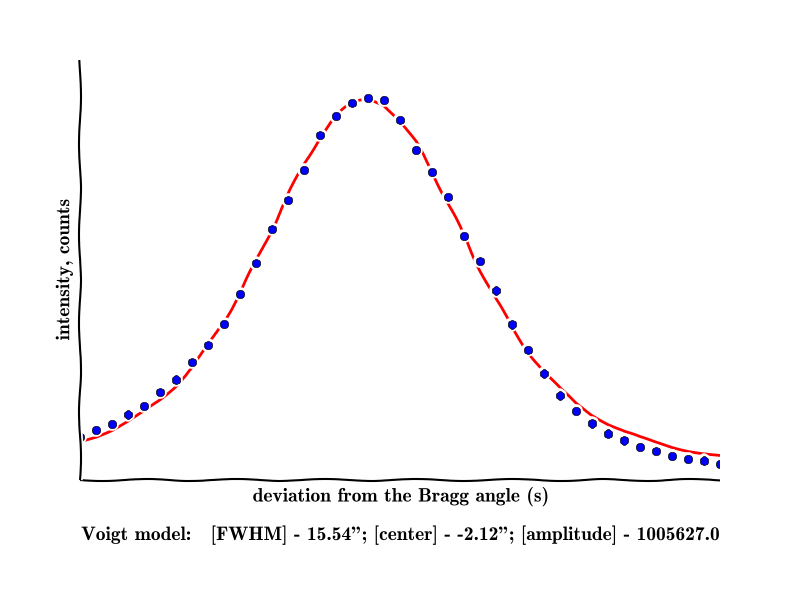 intensity, counts
deviation from the Bragg angle (s)
Voigt model: [FWHM] - 15.54”; [center] - -2.12”; [amplitude] - 1005627.0